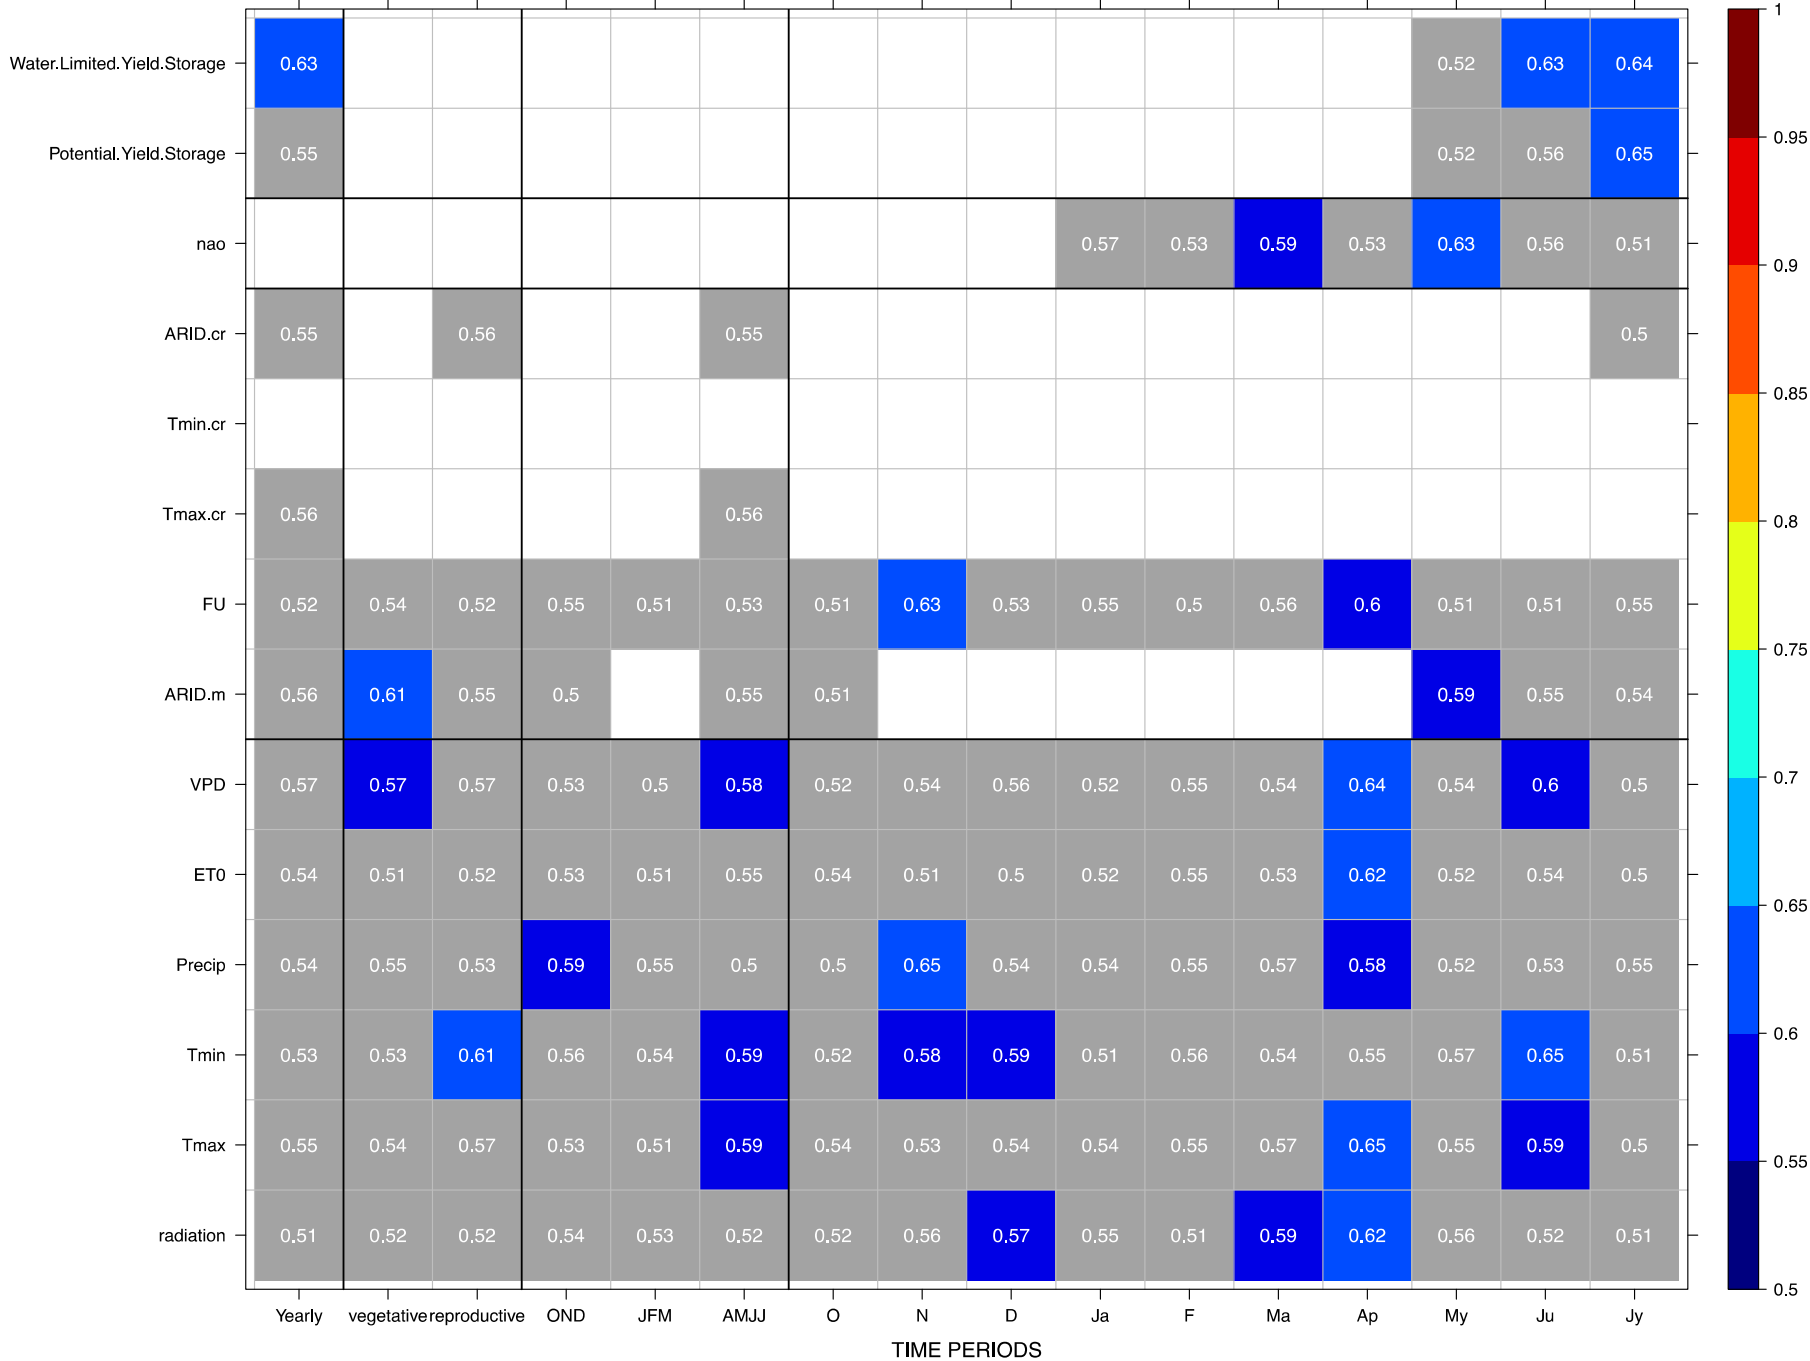 1
Water.Limited.Yield.Storage 0.63 0.52 0.63 0.64
0.95
Potential.Yield.Storage 0.55 0.52 0.56 0.65
nao 0.57 0.53 0.59 0.53 0.63 0.56 0.51
0.9
ARID.cr 0.55 0.56 0.55 0.5
0.85
Tmin.cr
Tmax.cr 0.56 0.56
0.8
FU 0.52 0.54 0.52 0.55 0.51 0.53 0.51 0.63 0.53 0.55 0.5 0.56 0.6 0.51 0.51 0.55
0.75
ARID.m 0.56 0.61 0.55 0.5 0.55 0.51 0.59 0.55 0.54
0.7
VPD 0.57 0.57 0.57 0.53 0.5 0.58 0.52 0.54 0.56 0.52 0.55 0.54 0.64 0.54 0.6 0.5
ET0 0.54 0.51 0.52 0.53 0.51 0.55 0.54 0.51 0.5 0.52 0.55 0.53 0.62 0.52 0.54 0.5
0.65
Precip 0.54 0.55 0.53 0.59 0.55 0.5 0.5 0.65 0.54 0.54 0.55 0.57 0.58 0.52 0.53 0.55
0.6
Tmin 0.53 0.53 0.61 0.56 0.54 0.59 0.52 0.58 0.59 0.51 0.56 0.54 0.55 0.57 0.65 0.51
Tmax 0.55 0.54 0.57 0.53 0.51 0.59 0.54 0.53 0.54 0.54 0.55 0.57 0.65 0.55 0.59 0.5
0.55
radiation 0.51 0.52 0.52 0.54 0.53 0.52 0.52 0.56 0.57 0.55 0.51 0.59 0.62 0.56 0.52 0.51
0.5
Yearly vegetative reproductive OND JFM AMJJ O N D Ja F Ma Ap My Ju Jy
TIME PERIODS